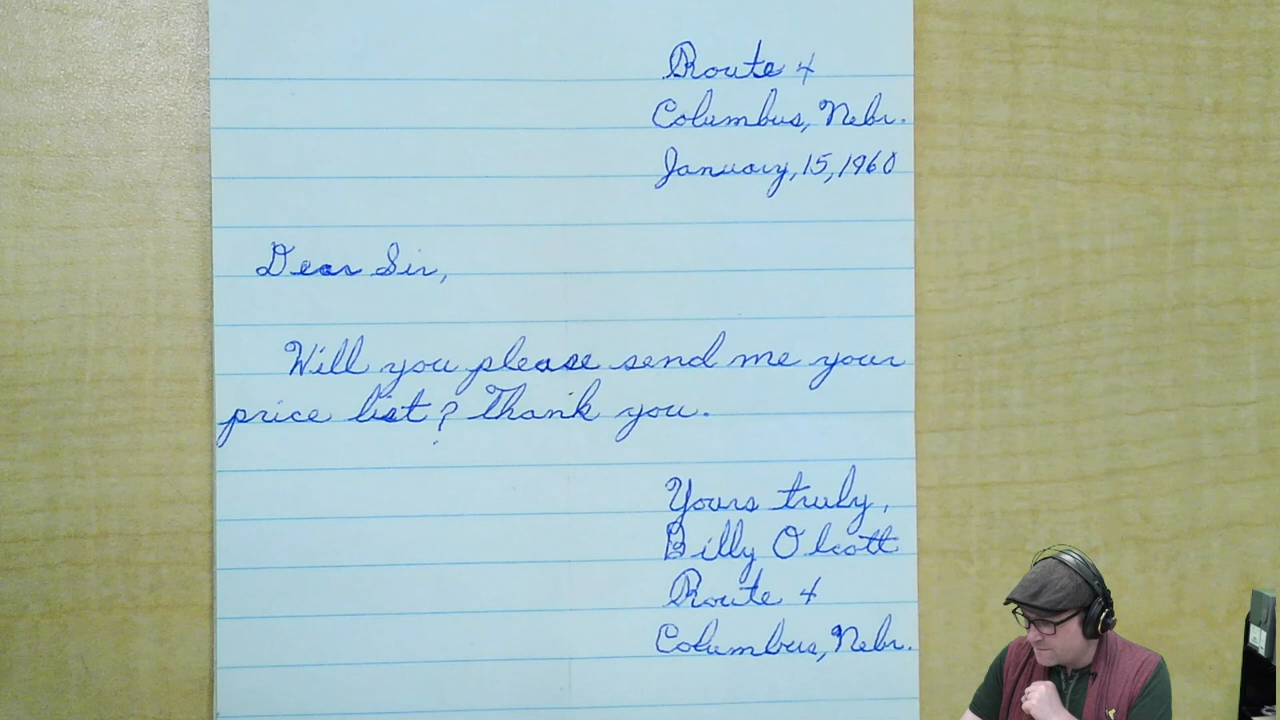 Route 4
Columbus, Nebr.
January, 15, 1960
Dear Sir,
Will you please send me your
price list? Thank you.
Yours truly,
Billy Olcott
Route 4
Columbus, Nebr.